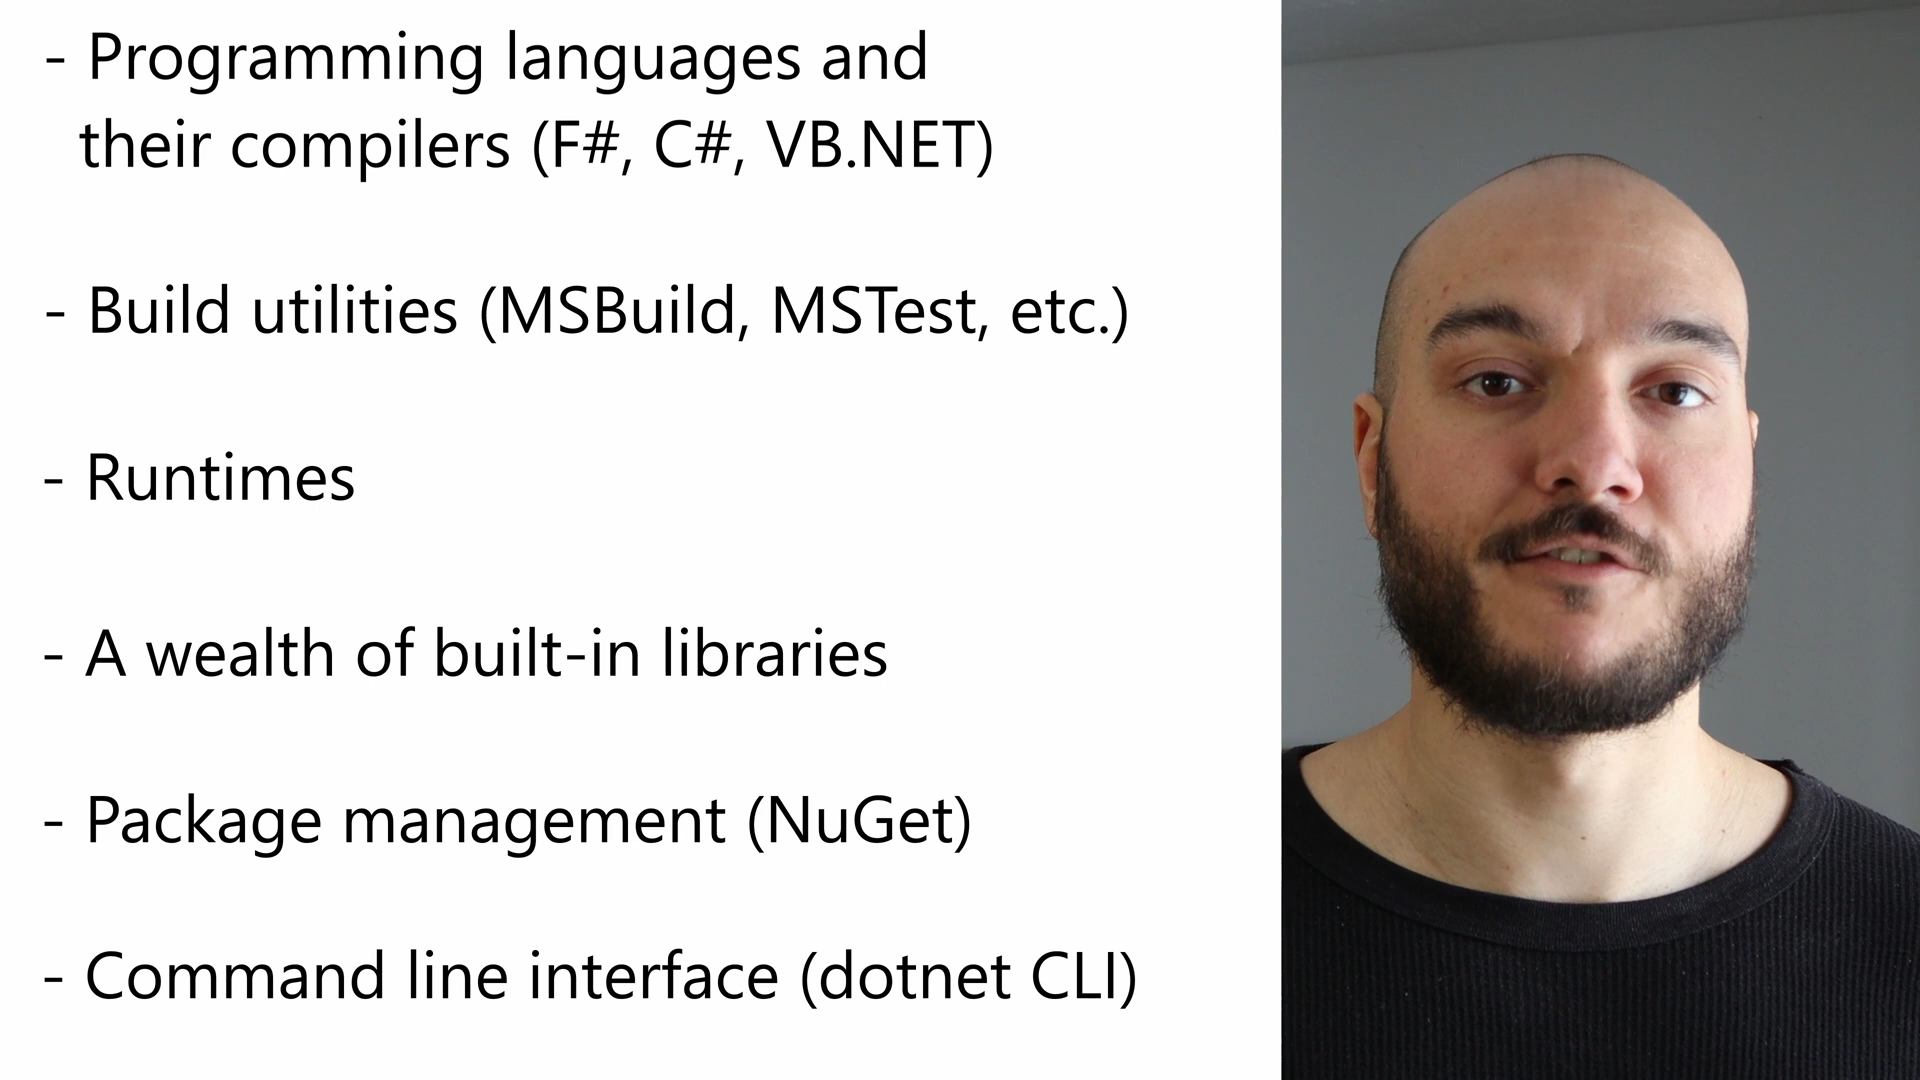 - Programming languages and
their compilers (F#, C#, VB.NET)
- Build utilities (MSBuild, MSTest, etc.)
- Runtimes
- A wealth of built-in libraries
- Package management (NuGet)
- Command line interface (dotnet CLI)